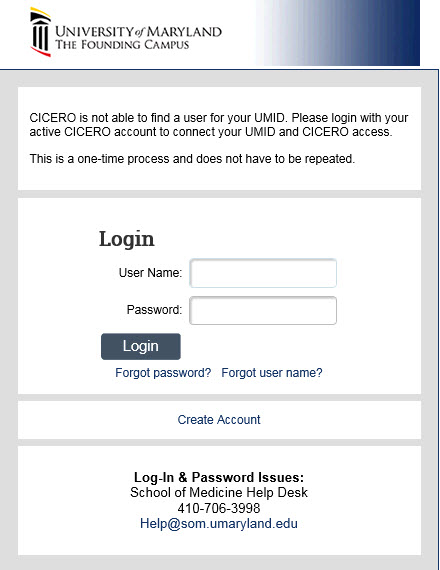 UNIVERSITY of MARYLAND
THE FOUNDING CAMPUS
CICERO is not able to find a user for your UMID. Please login with your
active CICERO account to connect your UMID and CICERO access.
This is a one-time process and does not have to be repeated.
Login
User Name:
Password:
Login
Forgot password? Forgot user name?
Create Account
Log-In & Password Issues:
School of Medicine Help Desk
410-706-3998
Help@som.umaryland.edu